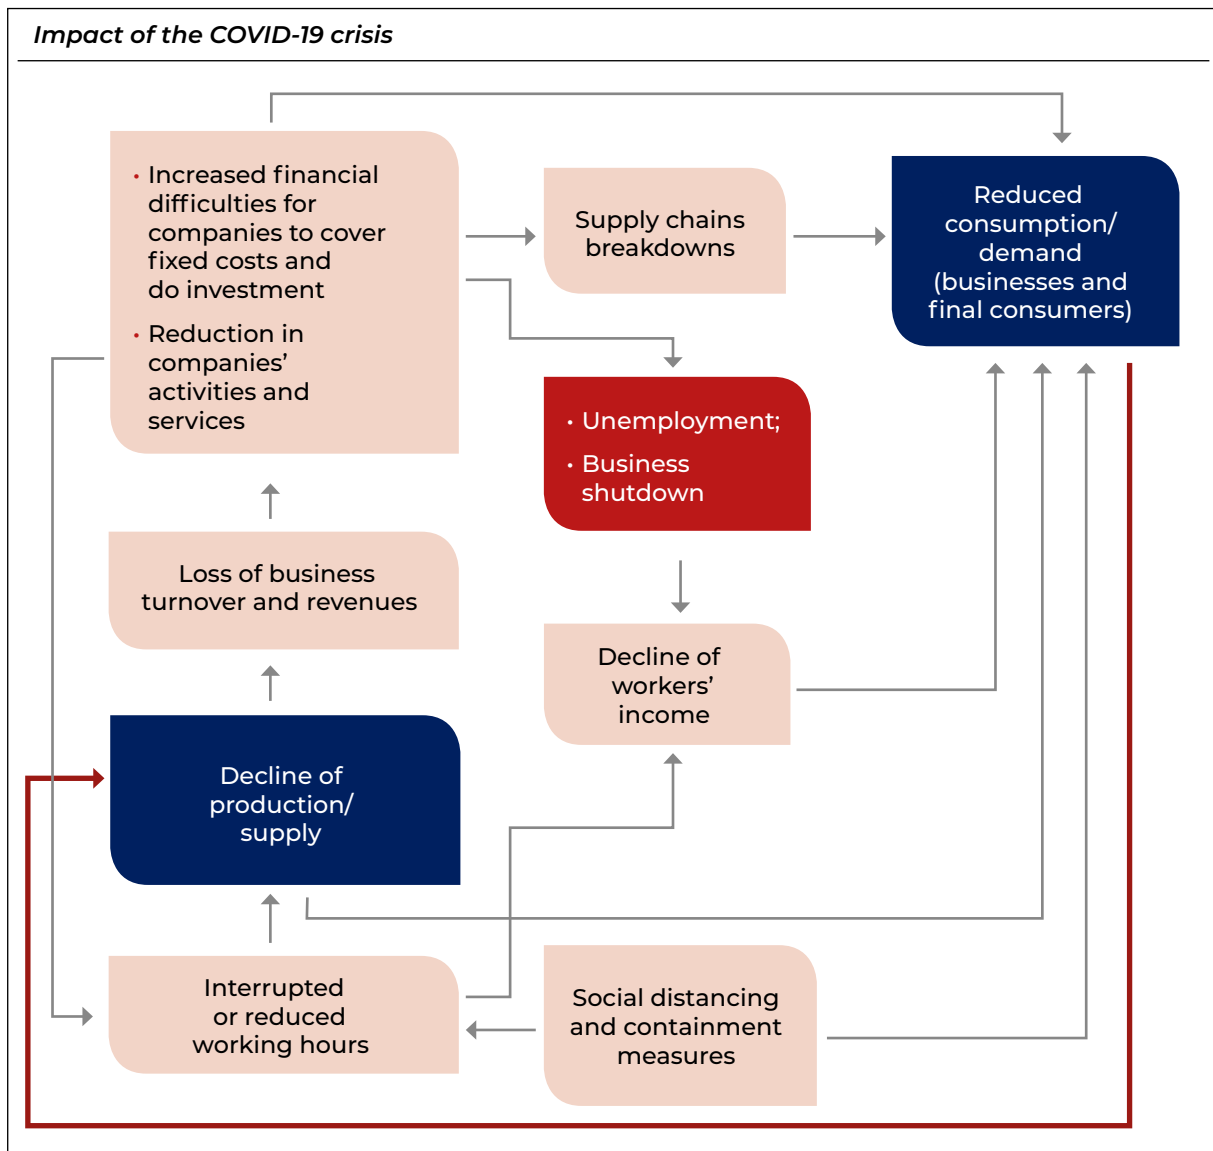 Impact of the COVID-19 crisis
• Increased financial
difficulties for
companies to cover
fixed costs and
do investment
• Reduction in
companies’
activities and
services
Supply chains
breakdowns
Reduced
consumption/
demand
(businesses and
final consumers)
• Unemployment;
• Business
shutdown
Loss of business
turnover and revenues
Decline of
workers’
income
Decline of
production/
supply
Interrupted
or reduced
working hours
Social distancing
and containment
measures